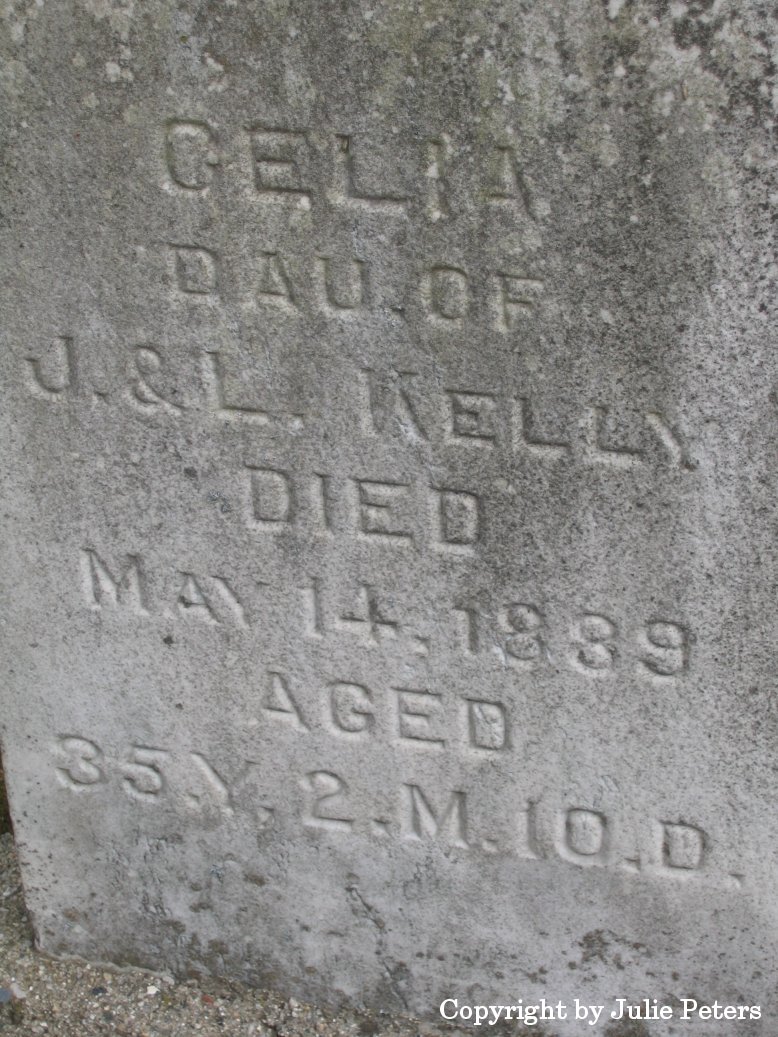 CELIA
DAU. OF
J. & L. KELLY
DIED
MAY 14, 1889
AGED
35.Y, 2.M. 10.D.
Copyright by Julie Peters